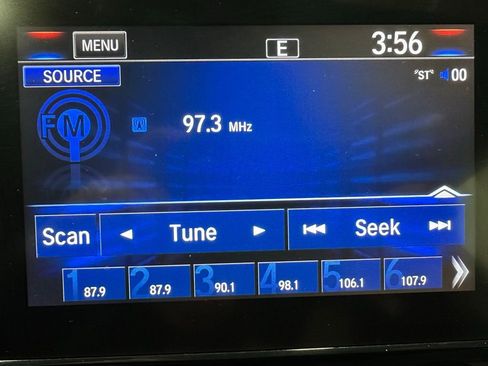 MENU E 3:56
SOURCE "ST" 00
FM 97.3 MHz
Scan Tune Seek
1 87.9 2 87.9 3 90.1 4 98.1 5 106.1 6 107.9